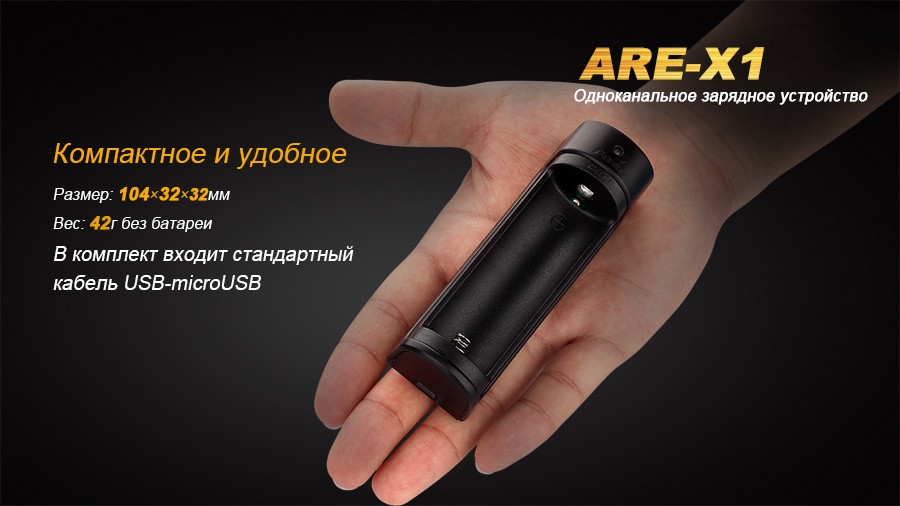 ARE-X1
Одноканальное зарядное устройство
Компактное и удобное
Размер: 104×32×32мм
Вес: 42г без батареи
В комплект входит стандартный
кабель USB-microUSB